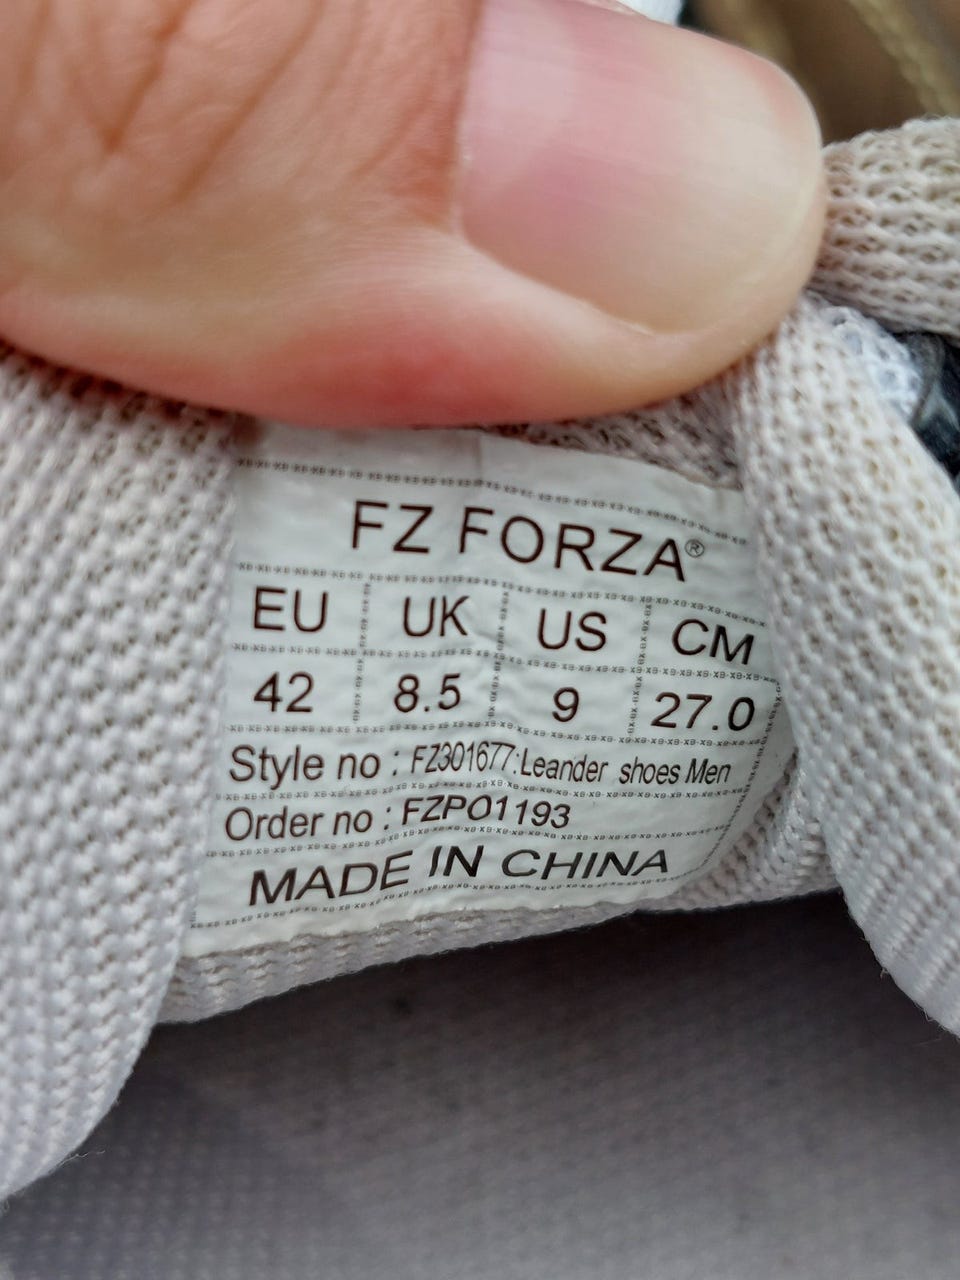 FZ FORZA®
EU UK US CM
42 8.5 9 27.0
Style no : FZ301677:Leander shoes Men
Order no : FZPO1193
MADE IN CHINA